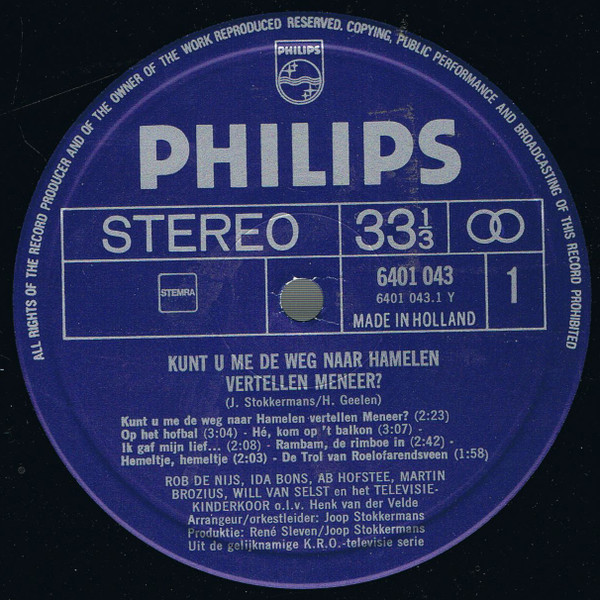 ALL RIGHTS OF THE RECORD PRODUCER AND OF THE OWNER OF THE WORK REPRODUCED RESERVED. COPYING, PUBLIC PERFORMANCE AND BROADCASTING OF THIS RECORD PROHIBITED
PHILIPS
PHILIPS
STEREO 33 1/3
6401 043
6401 043.1 Y
1
STEMRA
MADE IN HOLLAND
KUNT U ME DE WEG NAAR HAMELEN
VERTELLEN MENEER?
(J. Stokkermans/H. Geelen)
Kunt u me de weg naar Hamelen vertellen Meneer? (2:23)
Op het hofbal (3:04) - Hé, kom op 't balkon (3:07) -
Ik gaf mijn lief... (2:08) - Rambam, de rimboe in (2:42) -
Hemeltje, hemeltje (2:03) - De Trol van Roelofarendsveen (1:58)
ROB DE NIJS, IDA BONS, AB HOFSTEE, MARTIN
BROZIUS, WILL VAN SELST en het TELEVISIE-
KINDERKOOR o.l.v. Henk van der Velde
Arrangeur/orkestleider: Joop Stokkermans
Produktie: René Sleven/Joop Stokkermans
Uit de gelijknamige K.R.O.-televisie serie